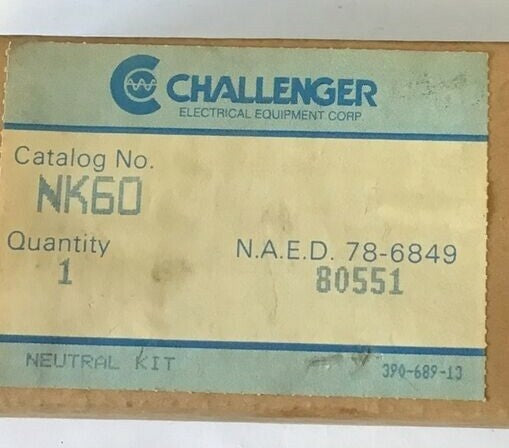 CHALLENGER
ELECTRICAL EQUIPMENT CORP.
Catalog No.
NK60
Quantity N.A.E.D. 78-6849
1 80551
NEUTRAL KIT 390-689-13